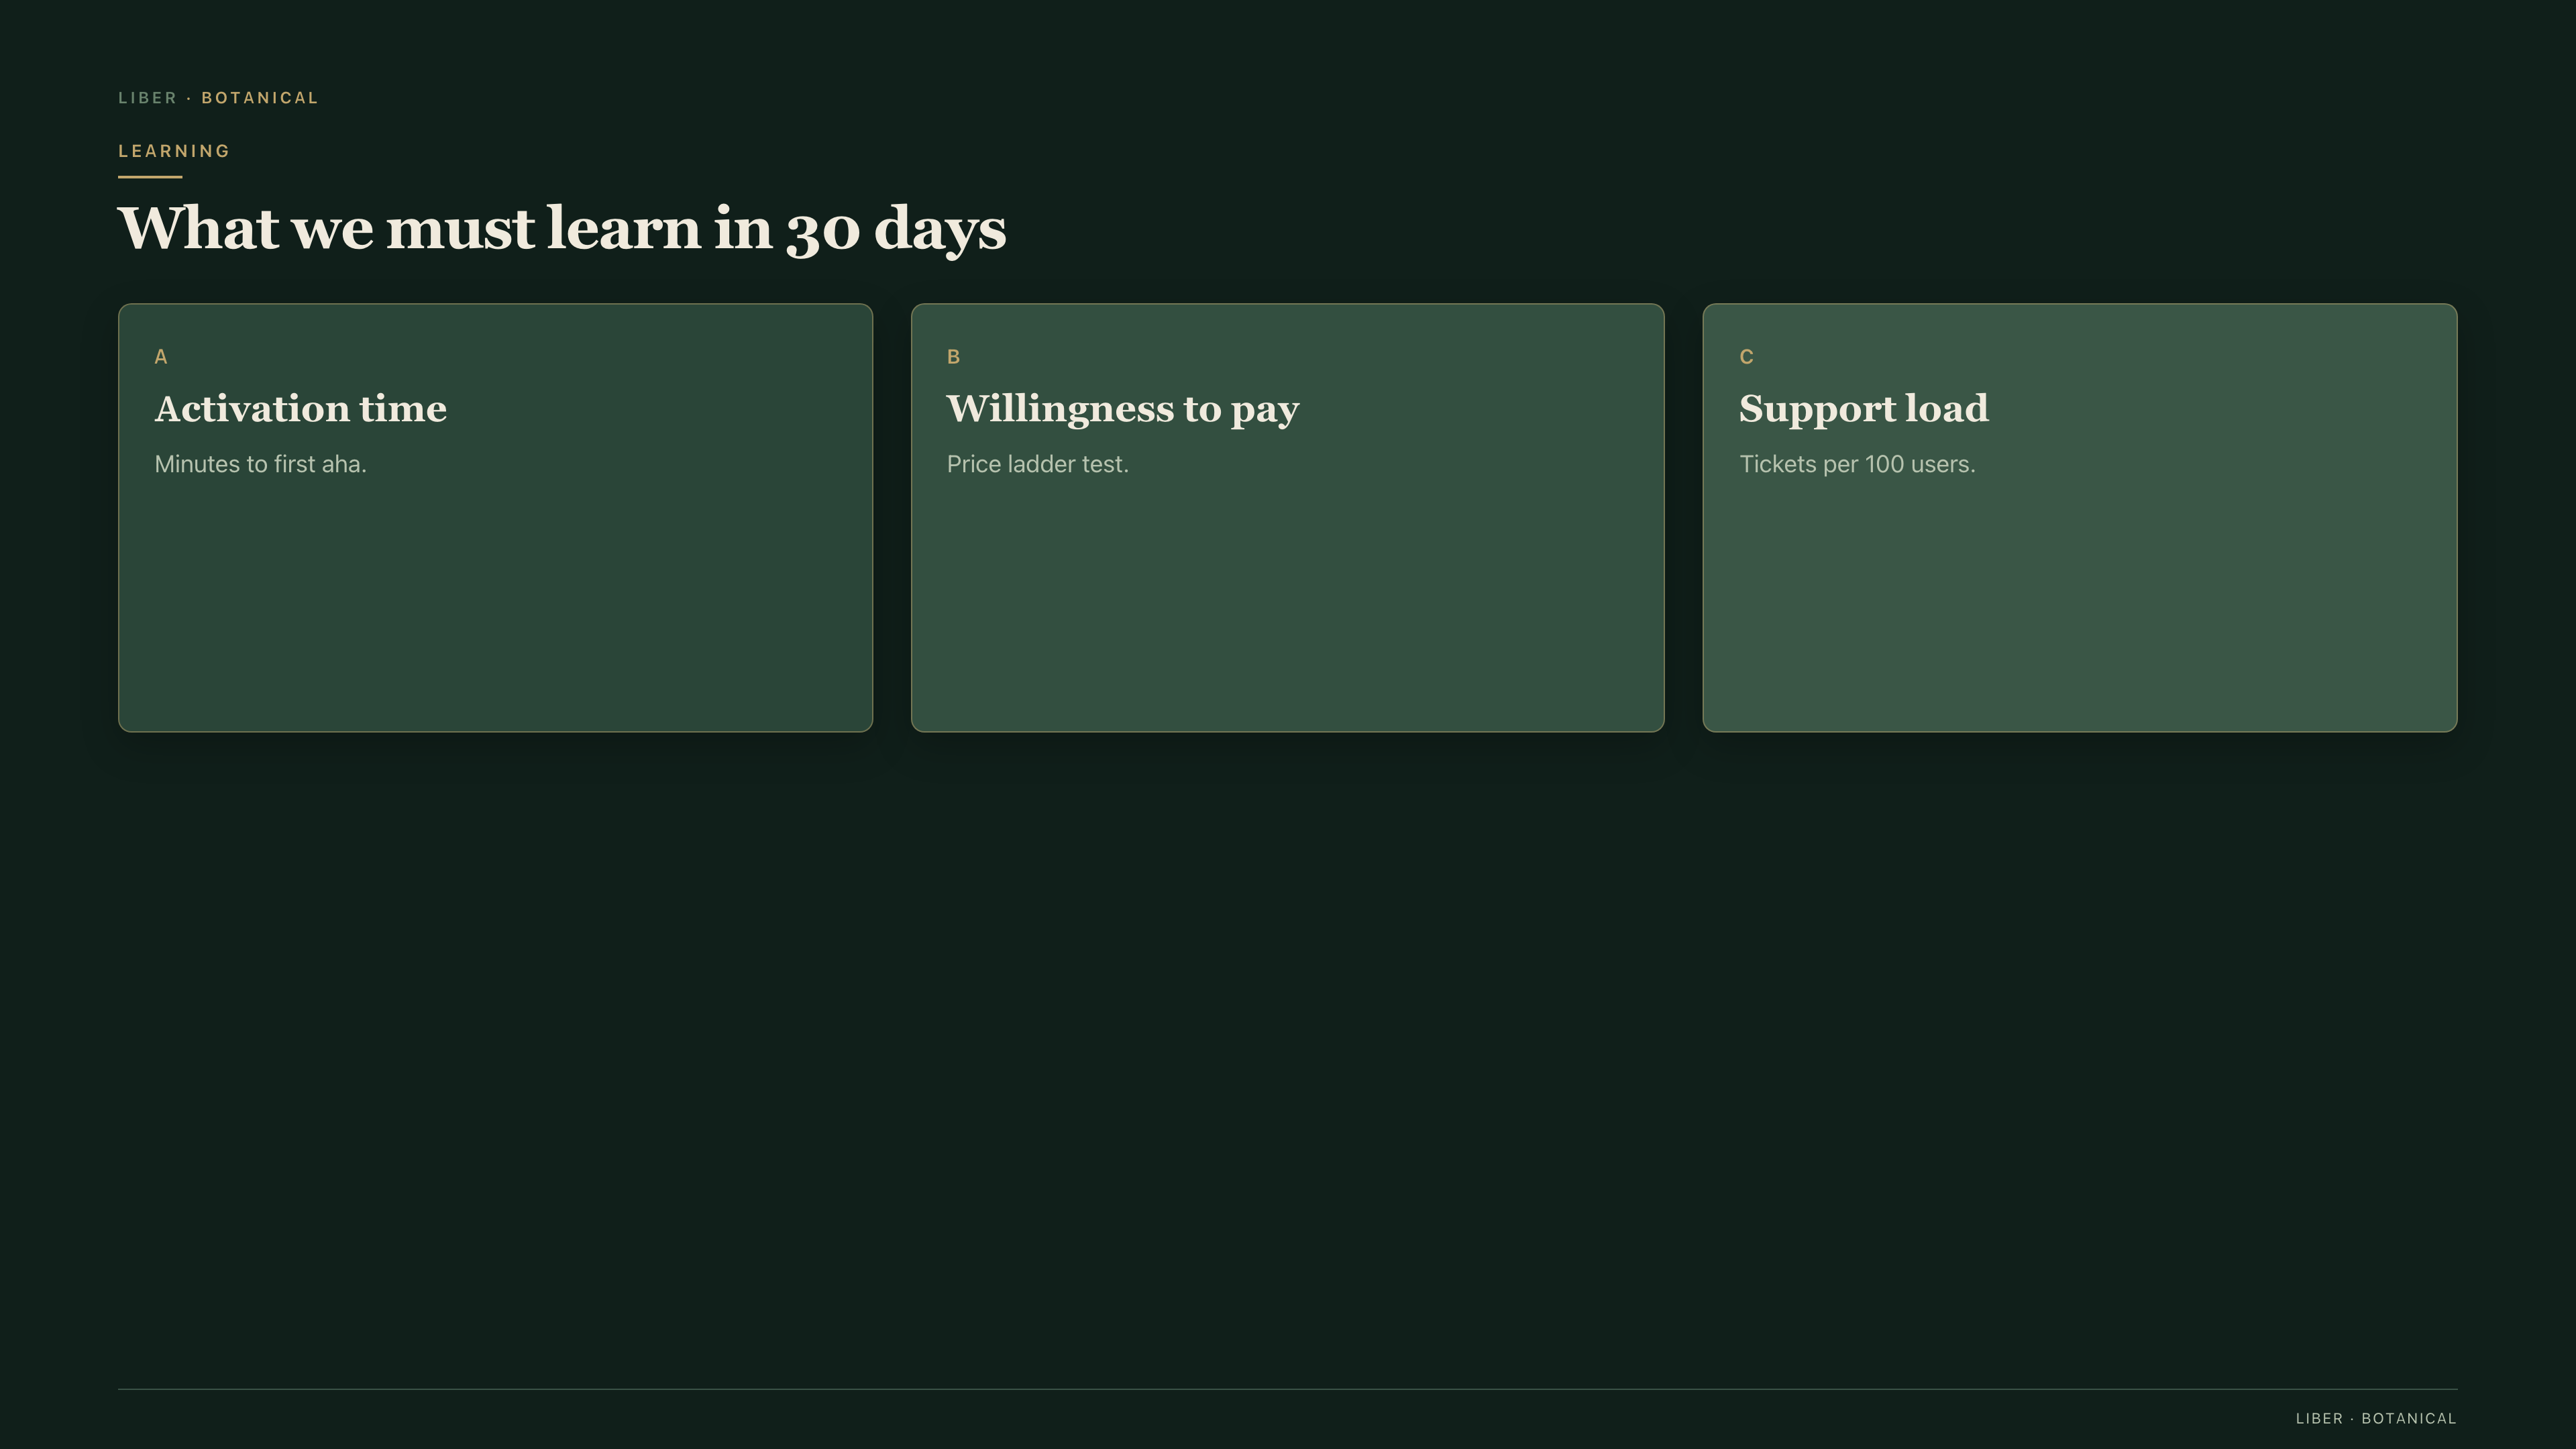 LIBER · BOTANICAL
LEARNING
What we must learn in 30 days
A
Activation time
Minutes to first aha.
B
Willingness to pay
Price ladder test.
C
Support load
Tickets per 100 users.
LIBER · BOTANICAL